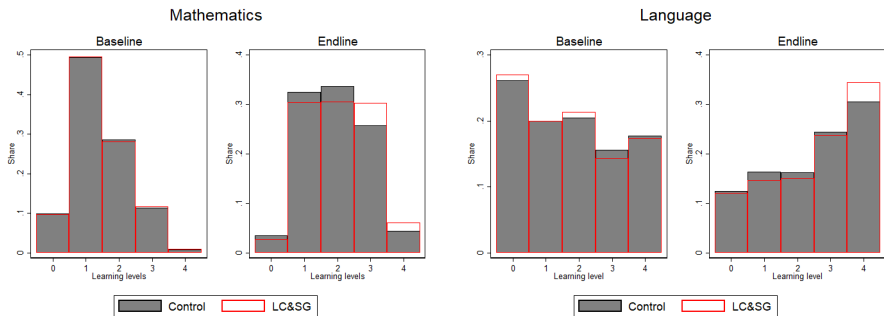 Mathematics
Language
Baseline
Endline
Baseline
Endline
Share
.5
.4
.3
.2
.1
0
Share
.4
.3
.2
.1
0
Share
.3
.2
.1
0
Share
.4
.3
.2
.1
0
0 1 2 3 4
0 1 2 3 4
0 1 2 3 4
0 1 2 3 4
Learning levels
Learning levels
Learning level
Learning levels
Control LC&SG
Control LC&SG